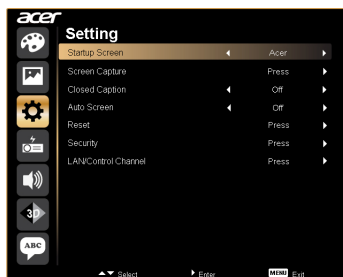 acer
Setting
Startup Screen Acer
Screen Capture Press
Closed Caption Off
Auto Screen Off
Reset Press
Security Press
LAN/Control Channel Press
3D
ABC
Select Enter MENU Exit